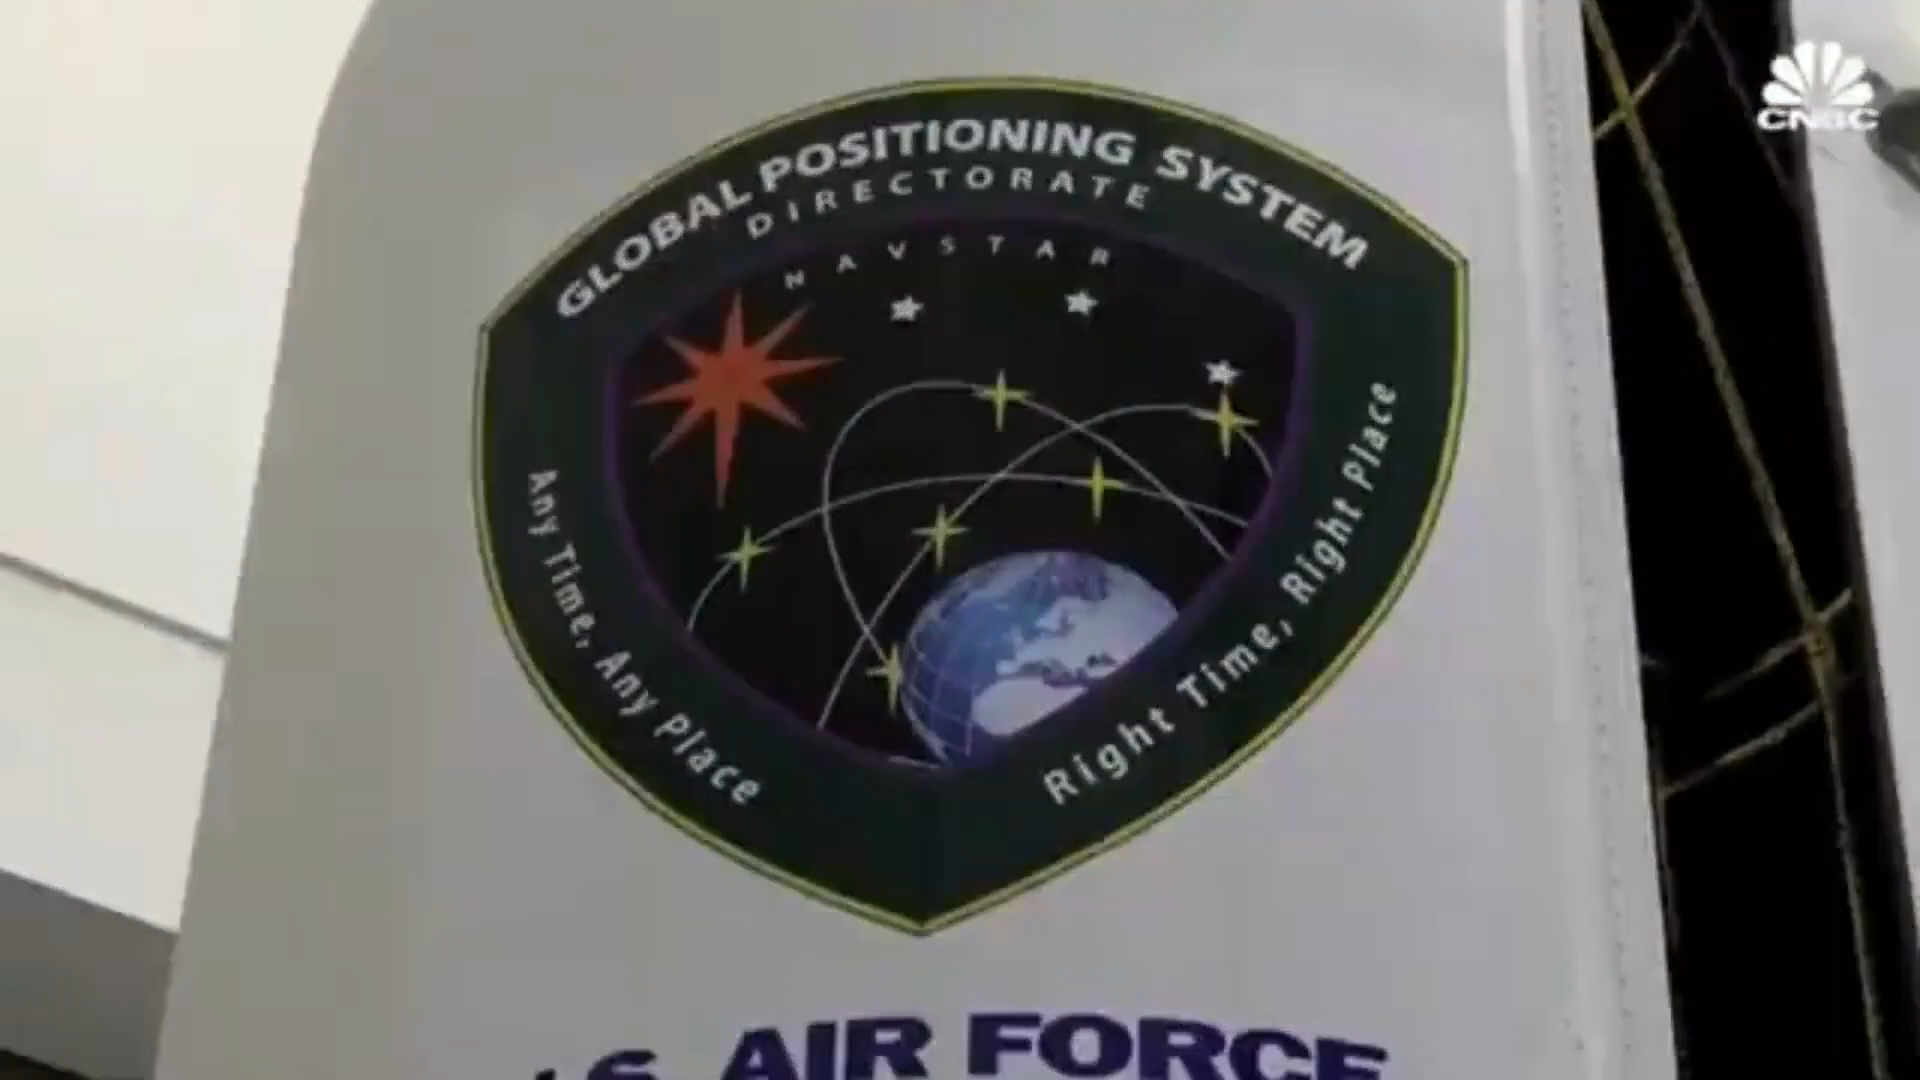 CNBC
GLOBAL POSITIONING SYSTEM
DIRECTORATE
NAVSTAR
Any Time, Any Place
Right Time, Right Place
U.S. AIR FORCE